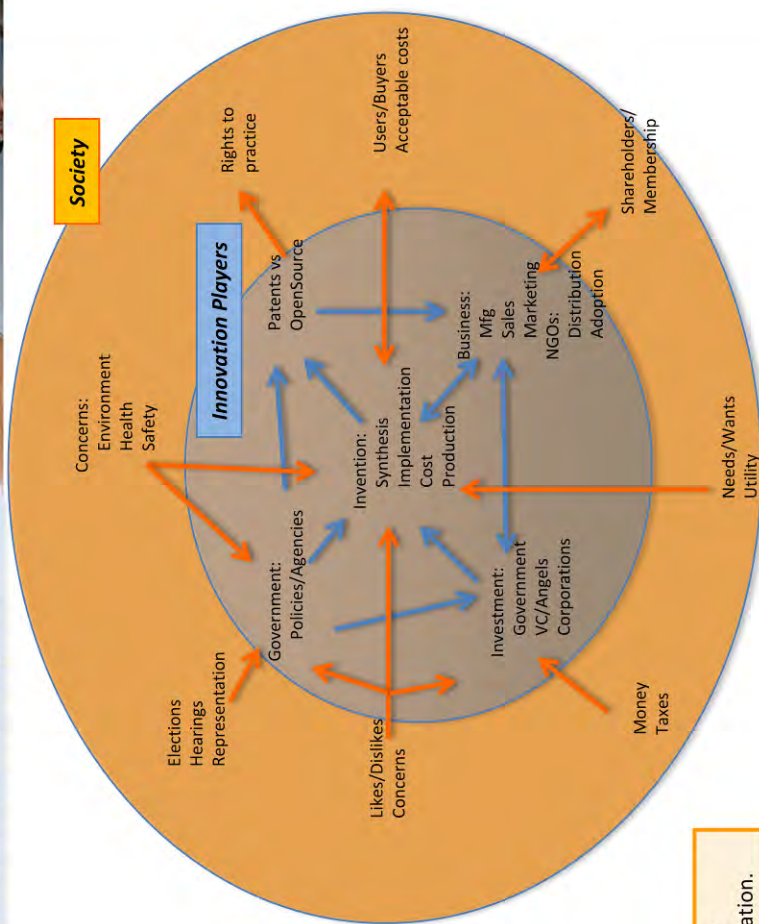 Society
Innovation Players
Concerns:
Environment
Health
Safety
Rights to
practice
Elections
Hearings
Representation
Government:
Policies/Agencies
Patents vs
OpenSource
Likes/Dislikes
Concerns
Invention:
Synthesis
Implementation
Cost
Production
Users/Buyers
Acceptable costs
Business:
Mfg
Sales
Marketing
NGOs:
Distribution
Adoption
Investment:
Government
VC/Angels
Corporations
Shareholders/
Membership
Money
Taxes
Needs/Wants
Utility
ation.